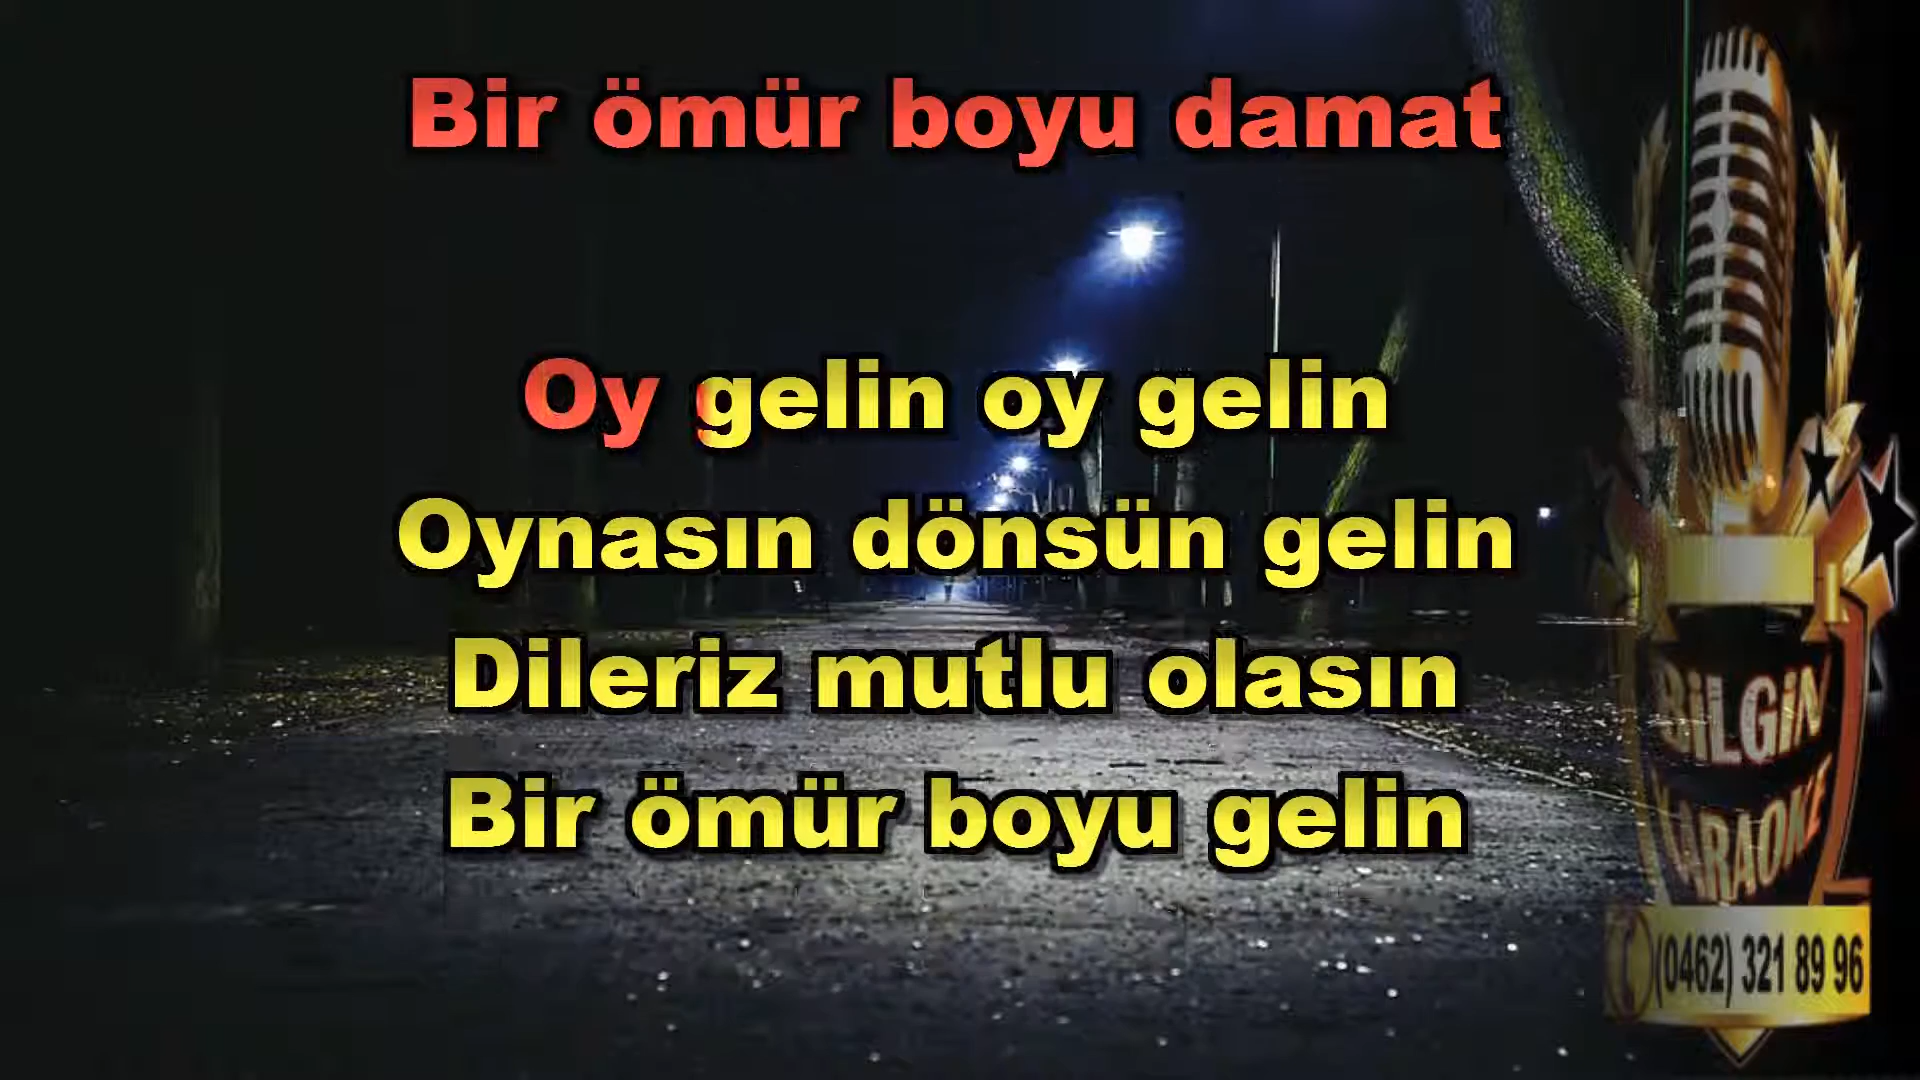 Bir ömür boyu damat
Oy gelin oy gelin
Oynasın dönsün gelin
Dileriz mutlu olasın
Bir ömür boyu gelin
BİLGİN
KARAOKE
(0462) 321 89 96